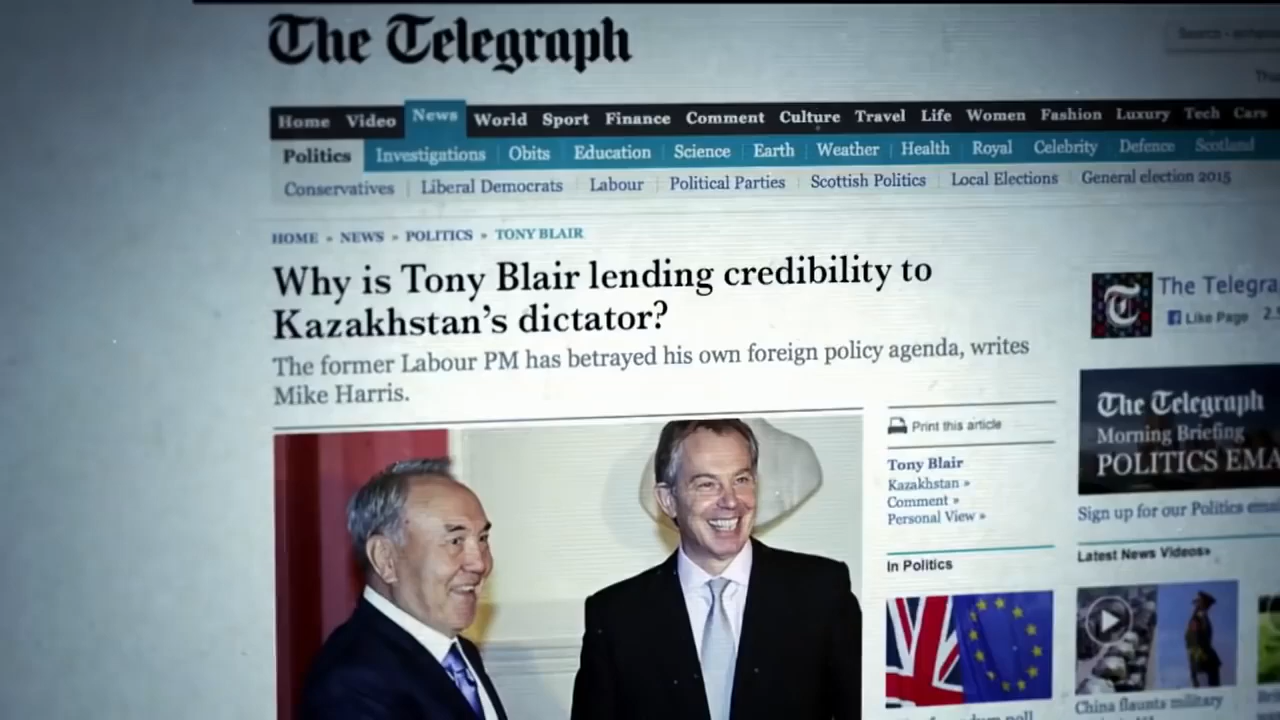 The Telegraph
Home Video News World Sport Finance Comment Culture Travel Life Women Fashion Luxury Tech Cars
Politics Investigations Obits Education Science Earth Weather Health Royal Celebrity Defence Scotland
Conservatives Liberal Democrats Labour Political Parties Scottish Politics Local Elections General election 2015
HOME » NEWS » POLITICS » TONY BLAIR
Why is Tony Blair lending credibility to
Kazakhstan's dictator?
The former Labour PM has betrayed his own foreign policy agenda, writes
Mike Harris.
Print this article
Tony Blair
Kazakhstan »
Comment »
Personal View »
In Politics
The Telegra
Like Page
The Telegraph
Morning Briefing
POLITICS EMA
Sign up for our Politics
Latest News Videos»
China flaunts military